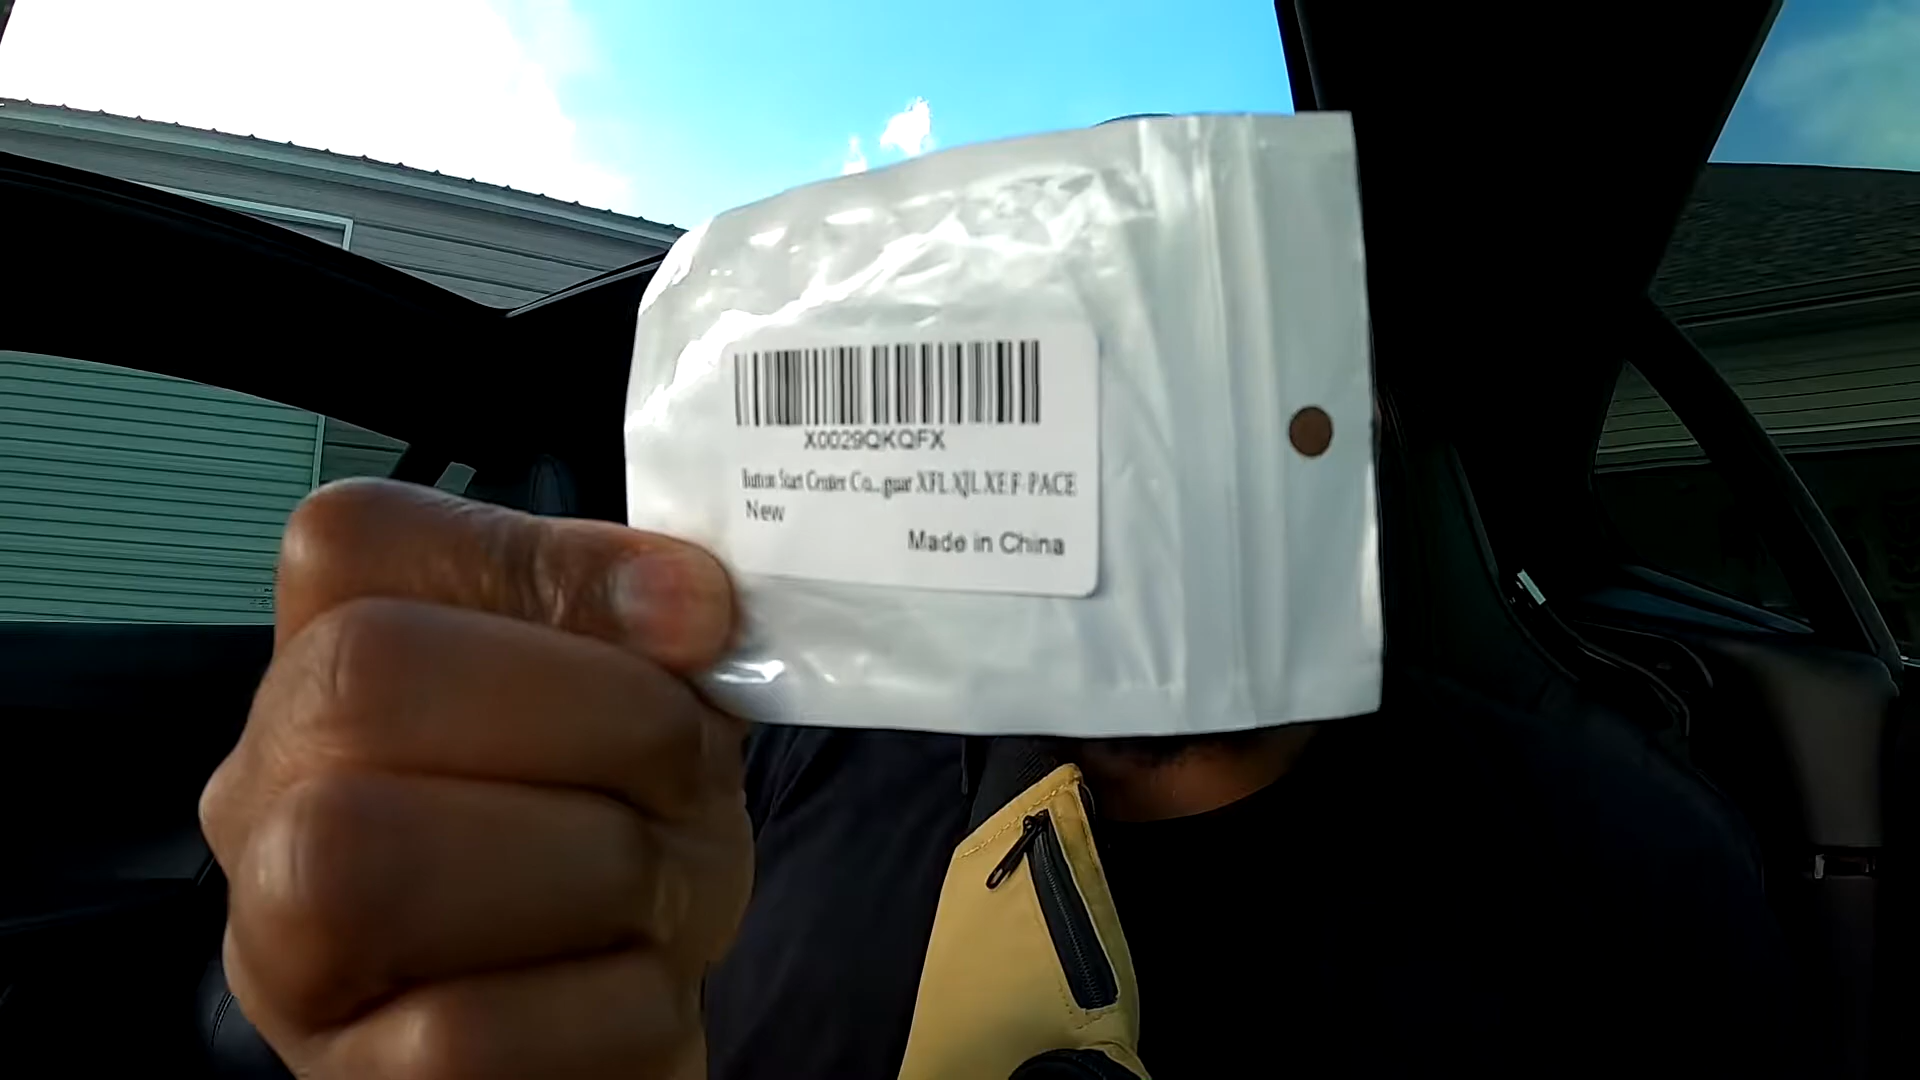 X0029QKQFX
Button Start Center Co...guar XFL XJL XE F-PACE
New
Made in China